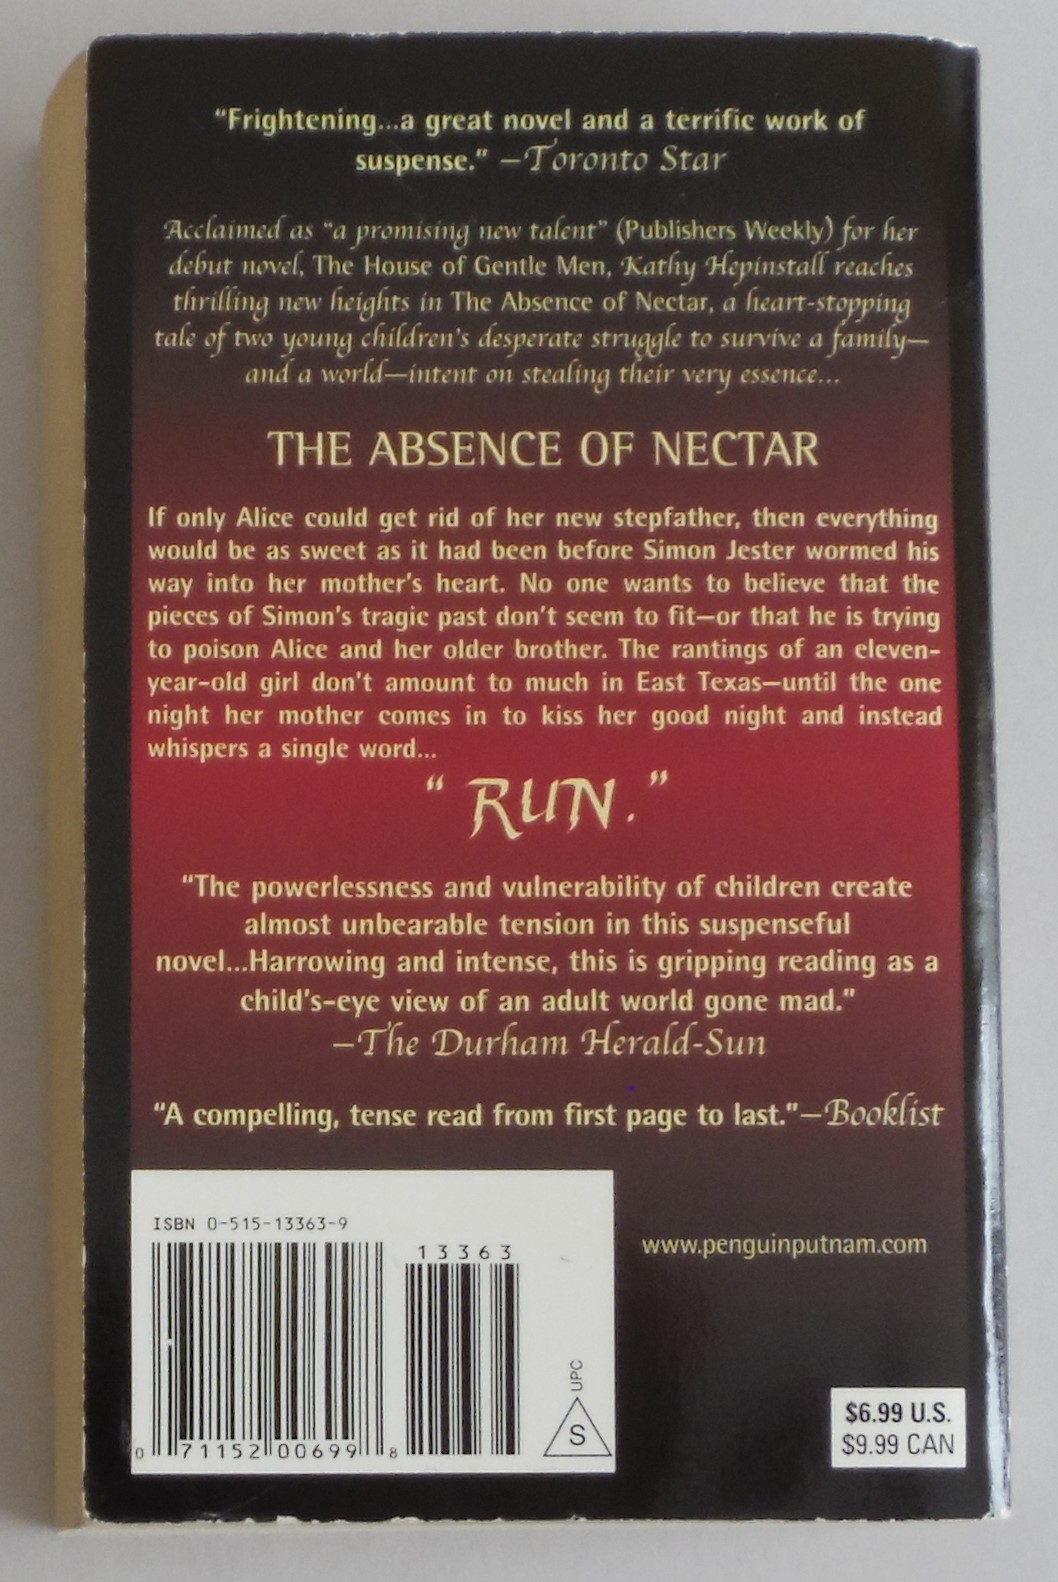 “Frightening...a great novel and a terrific work of
suspense.” —Toronto Star
Acclaimed as “a promising new talent” (Publishers Weekly) for her
debut novel, The House of Gentle Men, Kathy Hepinstall reaches
thrilling new heights in The Absence of Nectar, a heart-stopping
tale of two young children’s desperate struggle to survive a family—
and a world—intent on stealing their very essence...
THE ABSENCE OF NECTAR
If only Alice could get rid of her new stepfather, then everything
would be as sweet as it had been before Simon Jester wormed his
way into her mother’s heart. No one wants to believe that the
pieces of Simon’s tragic past don’t seem to fit—or that he is trying
to poison Alice and her older brother. The rantings of an eleven-
year-old girl don’t amount to much in East Texas—until the one
night her mother comes in to kiss her good night and instead
whispers a single word...
“RUN.”
“The powerlessness and vulnerability of children create
almost unbearable tension in this suspenseful
novel...Harrowing and intense, this is gripping reading as a
child’s-eye view of an adult world gone mad.”
—The Durham Herald-Sun
“A compelling, tense read from first page to last.”—Booklist
ISBN 0-515-13363-9
13363
0 71152 00699 8
UPC
S
www.penguinputnam.com
$6.99 U.S.
$9.99 CAN